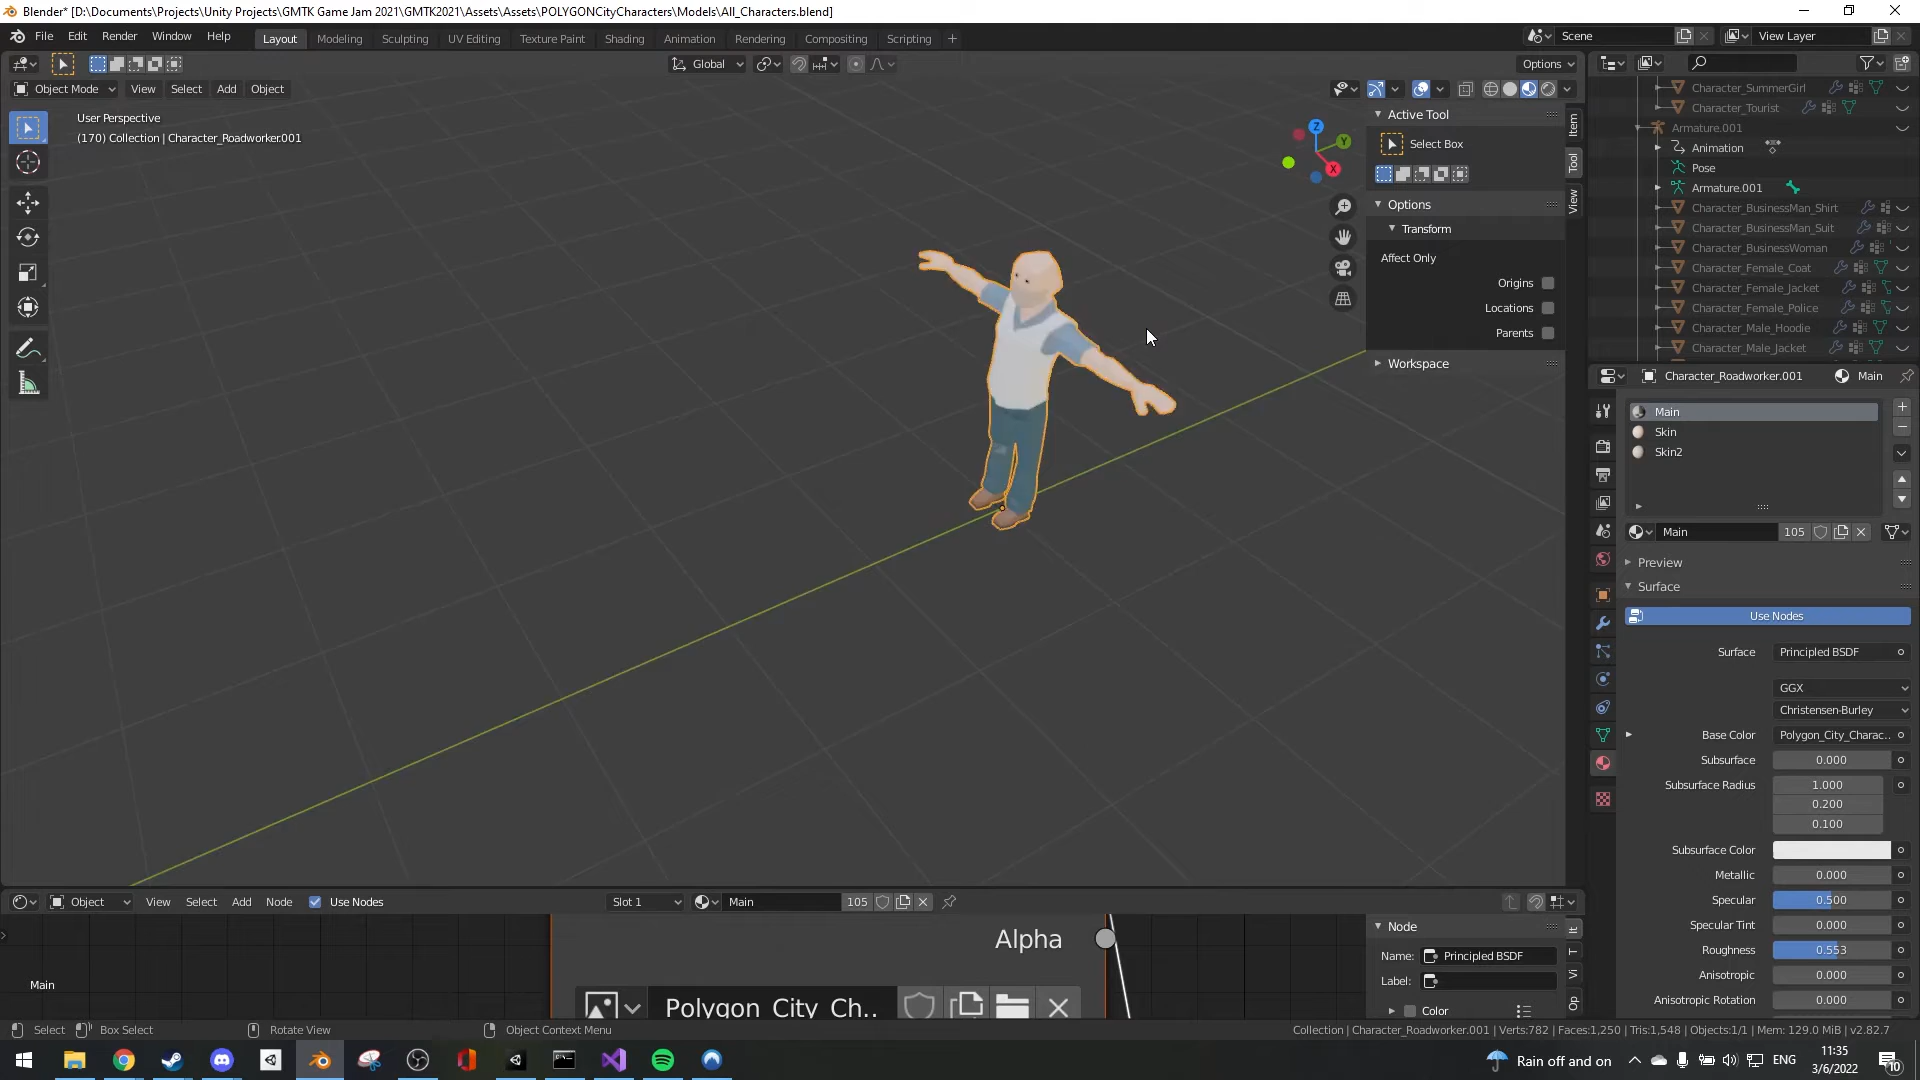 Blender* [D:\Documents\Projects\Unity Projects\GMTK Game Jam 2021\GMTK2021\Assets\Assets\POLYGONCityCharacters\Models\All_Characters.blend]
File Edit Render Window Help Layout Modeling Sculpting UV Editing Texture Paint Shading Animation Rendering Compositing Scripting + Scene View Layer
Global Options
Object Mode View Select Add Object
User Perspective
(170) Collection | Character_Roadworker001
Z
Y
X
Active Tool
Select Box
Options
Transform
Affect Only
Origins
Locations
Parents
Workspace
Item
Tool
View
Character_SummerGirl
Character_Tourist
Armature.001
Animation
Pose
Armature.001
Character_BusinessMan_Shirt
Character_BusinessMan_Suit
Character_BusinessWoman
Character_Female_Coat
Character_Female_Jacket
Character_Female_Police
Character_Male_Hoodie
Character_Male_Jacket
Character_Roadworker.001 Main
Main
Skin
Skin2
Main 105
Preview
Surface
Use Nodes
Surface Principled BSDF
GGX
Christensen-Burley
Base Color Polygon_City_Charac..
Subsurface 0.000
Subsurface Radius 1.000
0.200
0.100
Subsurface Color
Metallic 0.000
Specular 0.500
Specular Tint 0.000
Roughness 0.553
Anisotropic 0.000
Anisotropic Rotation 0.000
Object View Select Add Node Use Nodes Slot 1 Main 105
Alpha
Polygon_City_Ch..
Main
Node
Name: Principled BSDF
Label:
Color
It
T
Vi
Op
Select Box Select Rotate View Object Context Menu Collection | Character_Roadworker.001 | Verts:782 | Faces:1,250 | Tris:1,548 | Objects:1/1 | Mem: 129.0 MiB | v2.82.7
Rain off and on ENG 11:35
3/6/2022
10